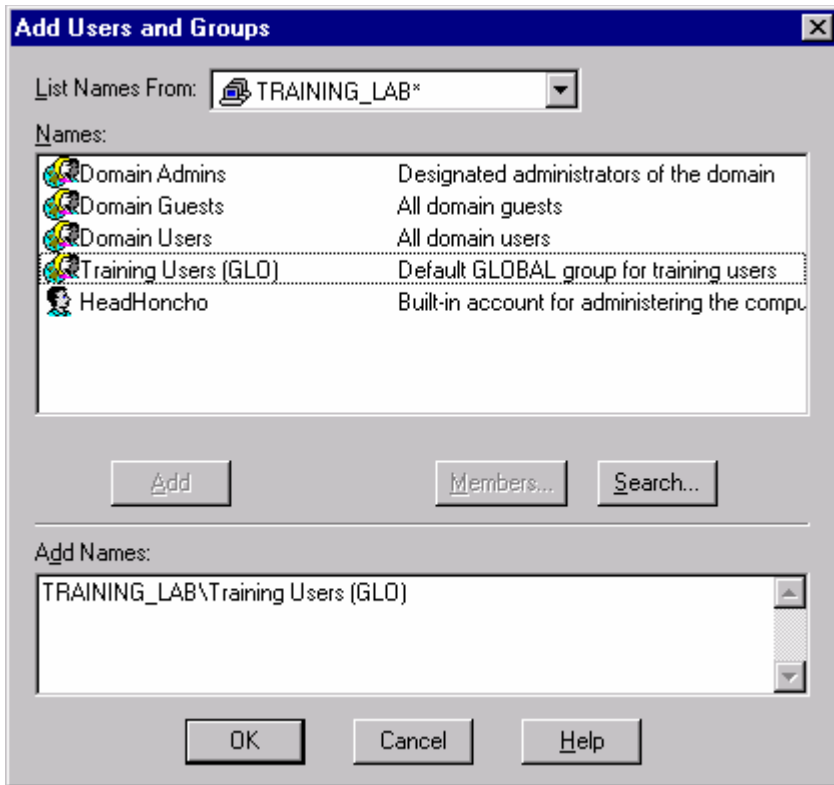 Add Users and Groups
List Names From: TRAINING_LAB*
Names:
Domain Admins Designated administrators of the domain
Domain Guests All domain guests
Domain Users All domain users
Training Users (GLO) Default GLOBAL group for training users
HeadHoncho Built-in account for administering the compu
Add Members... Search...
Add Names:
TRAINING_LAB\Training Users (GLO)
OK Cancel Help